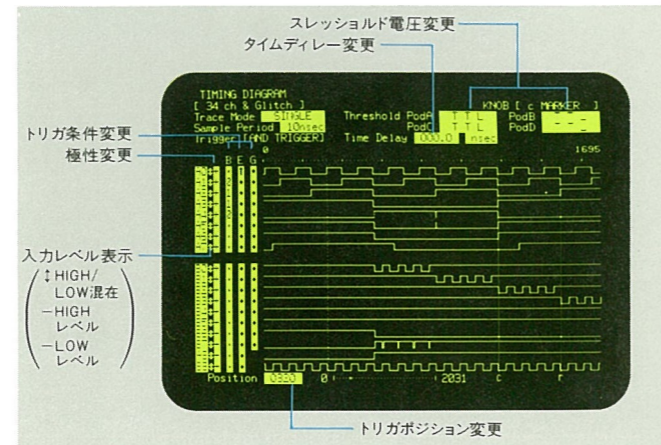 スレッショルド電圧変更
タイムディレー変更
TIMING DIAGRAM
[ 34 ch & Glitch ] KNOB [ c MARKER ]
Trace Mode SINGLE Threshold PodA T T L PodB
Sample Period 10nsec PodC T T L PodD
Trigger [AND TRIGGER] Time Delay 000.0 nsec
トリガ条件変更
極性変更
0 1695
B E G
入力レベル表示
↕HIGH/
LOW混在
−HIGH
レベル
−LOW
レベル
Position 0 2031 c r
トリガポジション変更